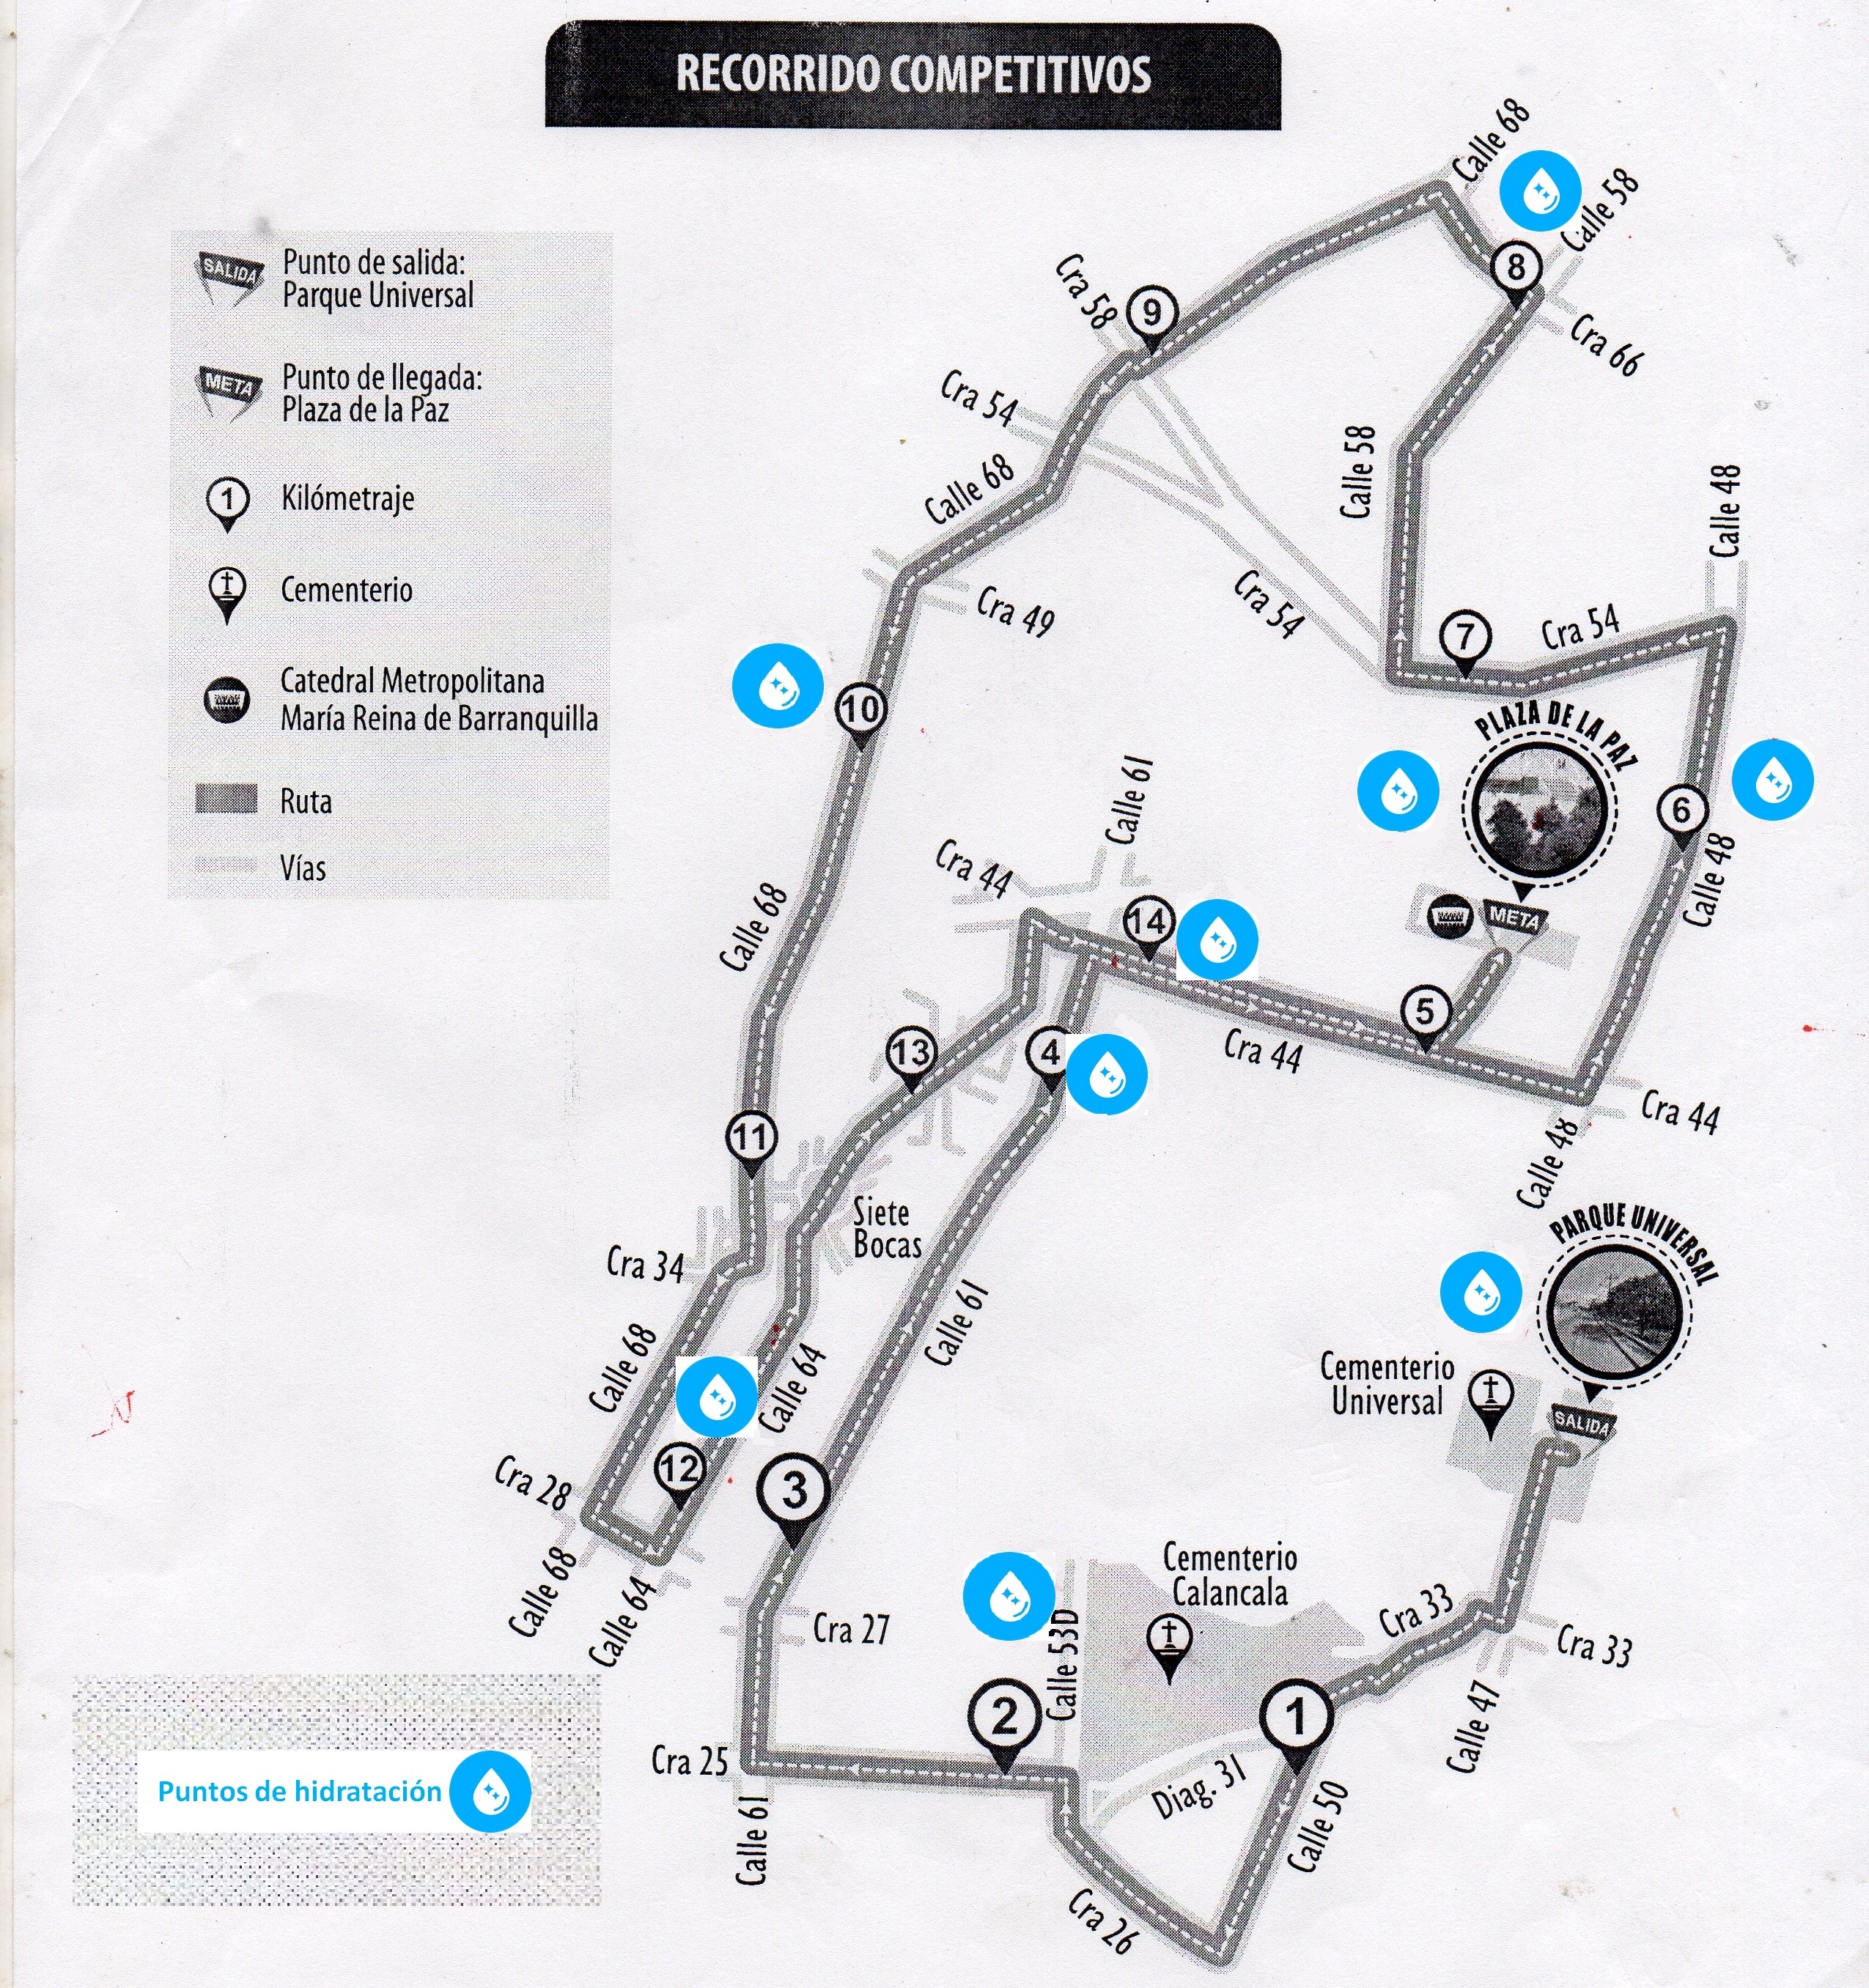 RECORRIDO COMPETITIVOS
SALIDA
Punto de salida:
Parque Universal
META
Punto de llegada:
Plaza de la Paz
1
Kilómetraje
Cementerio
Catedral Metropolitana
María Reina de Barranquilla
Ruta
Vías
Calle 68
Calle 58
8
Cra 66
Cra 58
9
Cra 54
Calle 68
Calle 58
Calle 48
Cra 49
Cra 54
7
Cra 54
10
PLAZA DE LA PAZ
6
Calle 48
Calle 61
Cra 44
META
14
Calle 68
5
Cra 44
13
4
Cra 44
Calle 48
11
Siete
Bocas
Cra 34
PARQUE UNIVERSAL
Calle 61
Calle 68
Calle 64
Cementerio
Universal
SALIDA
Cra 28
12
3
Calle 68
Calle 64
Cementerio
Calancala
Cra 33
Cra 33
Cra 27
Calle 53D
2
1
Calle 47
Cra 25
Diag. 31
Calle 50
Calle 61
Cra 26
Puntos de hidratación